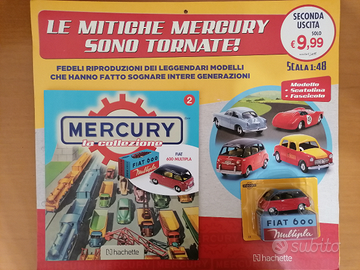 LE MITICHE MERCURY
SONO TORNATE!
SECONDA
USCITA
SOLO
€9,99
FEDELI RIPRODUZIONI DEI LEGGENDARI MODELLI
CHE HANNO FATTO SOGNARE INTERE GENERAZIONI
SCALA 1:48
Modello
+ Scatolina
+ Fascicolo
2
MERCURY
la collezione
FIAT
600 MULTIPLA
FIAT 600
Multipla
hachette
FIAT 600
Multipla
hachette
subito